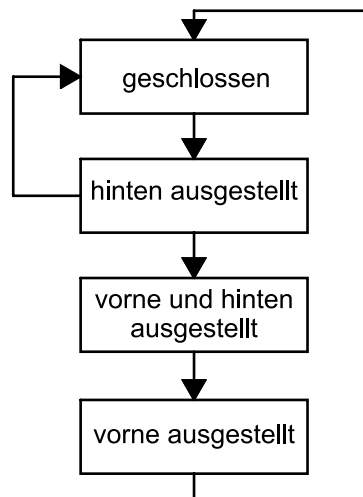 geschlossen
hinten ausgestellt
vorne und hinten
ausgestellt
vorne ausgestellt